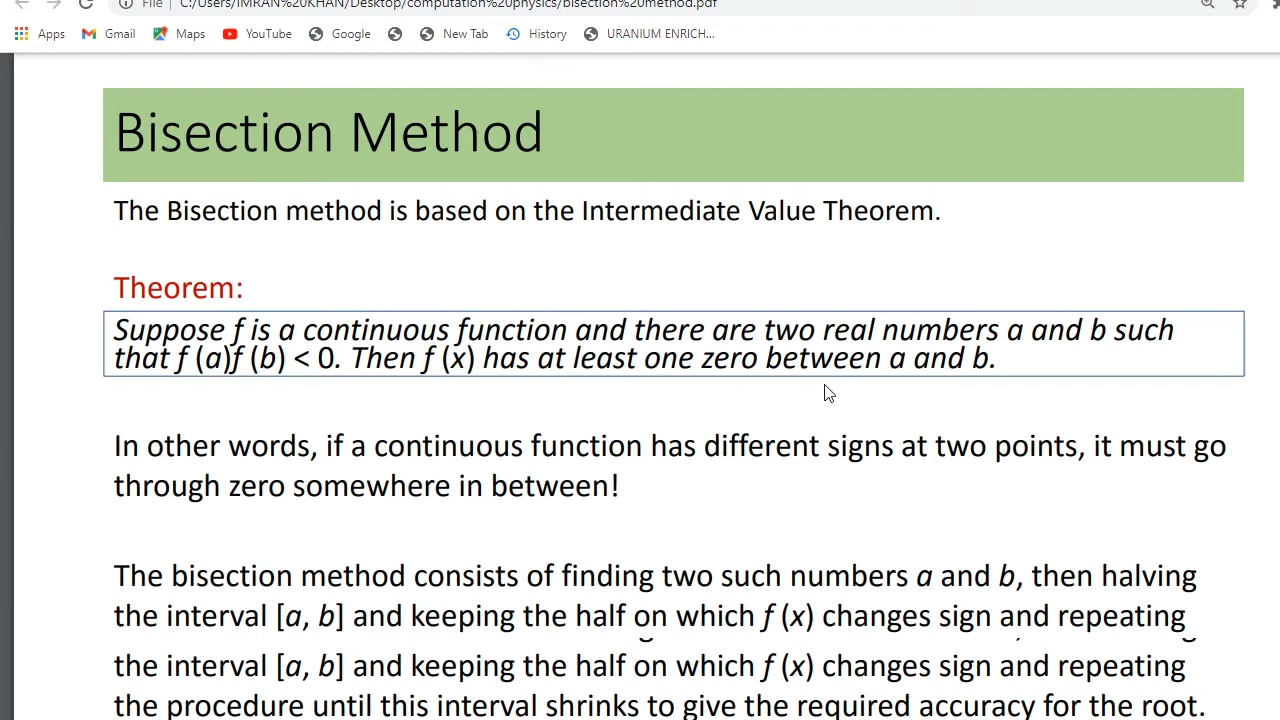 File | C:/Users/IMRAN%20KHAN/Desktop/computation%20physics/bisection%20method.pdf
Apps Gmail Maps YouTube Google New Tab History URANIUM ENRICH...
Bisection Method
The Bisection method is based on the Intermediate Value Theorem.
Theorem:
Suppose f is a continuous function and there are two real numbers a and b such
that f (a)f (b) < 0. Then f (x) has at least one zero between a and b.
In other words, if a continuous function has different signs at two points, it must go
through zero somewhere in between!
The bisection method consists of finding two such numbers a and b, then halving
the interval [a, b] and keeping the half on which f (x) changes sign and repeating
the interval [a, b] and keeping the half on which f (x) changes sign and repeating
the procedure until this interval shrinks to give the required accuracy for the root.